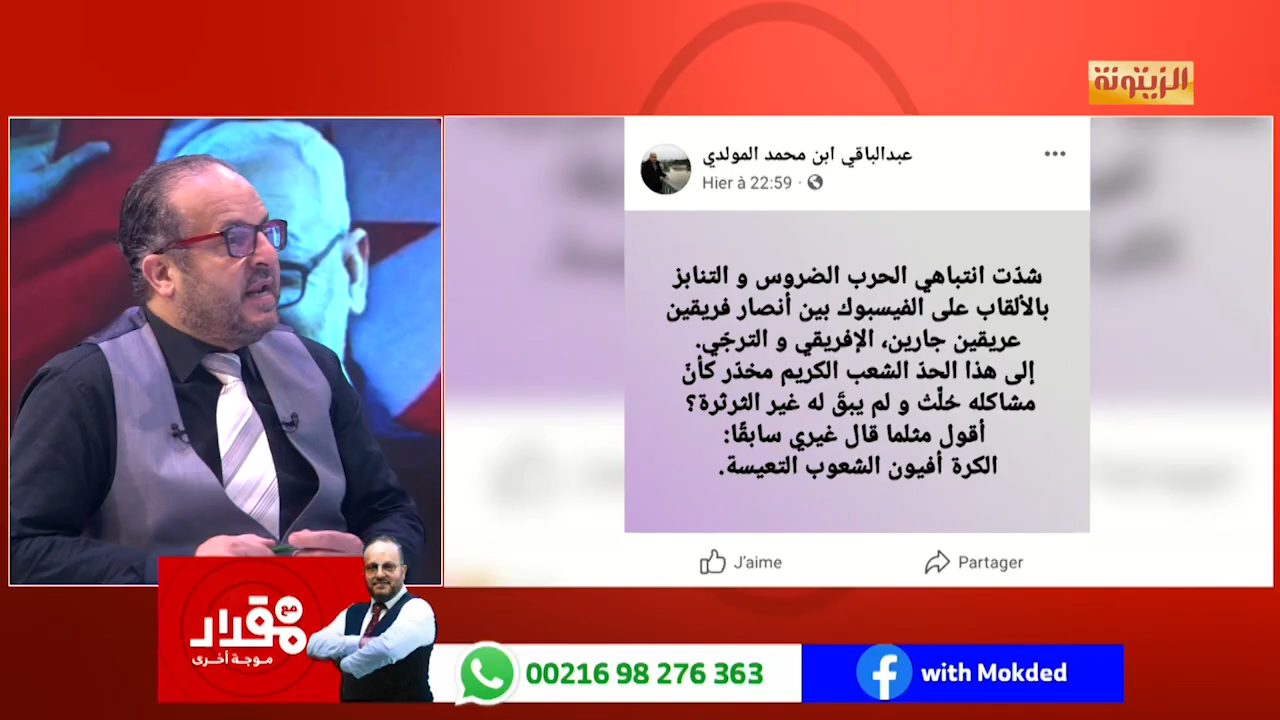 الزيتونة
عبدالباقي ابن محمد المولدي
Hier à 22:59 ·
شدّت انتباهي الحرب الضروس و التنابز
بالألقاب على الفيسبوك بين أنصار فريقين
عريقين جارين، الإفريقي و الترجّي.
إلى هذا الحدّ الشعب الكريم مخدّر كأنّ
مشاكله حُلَّتْ و لم يبقَ له غير الثرثرة؟
أقول مثلما قال غيري سابقًا:
الكرة أفيون الشعوب التعيسة.
J'aime
Partager
مع مقداد
موجة أخرى
00216 98 276 363
with Mokded